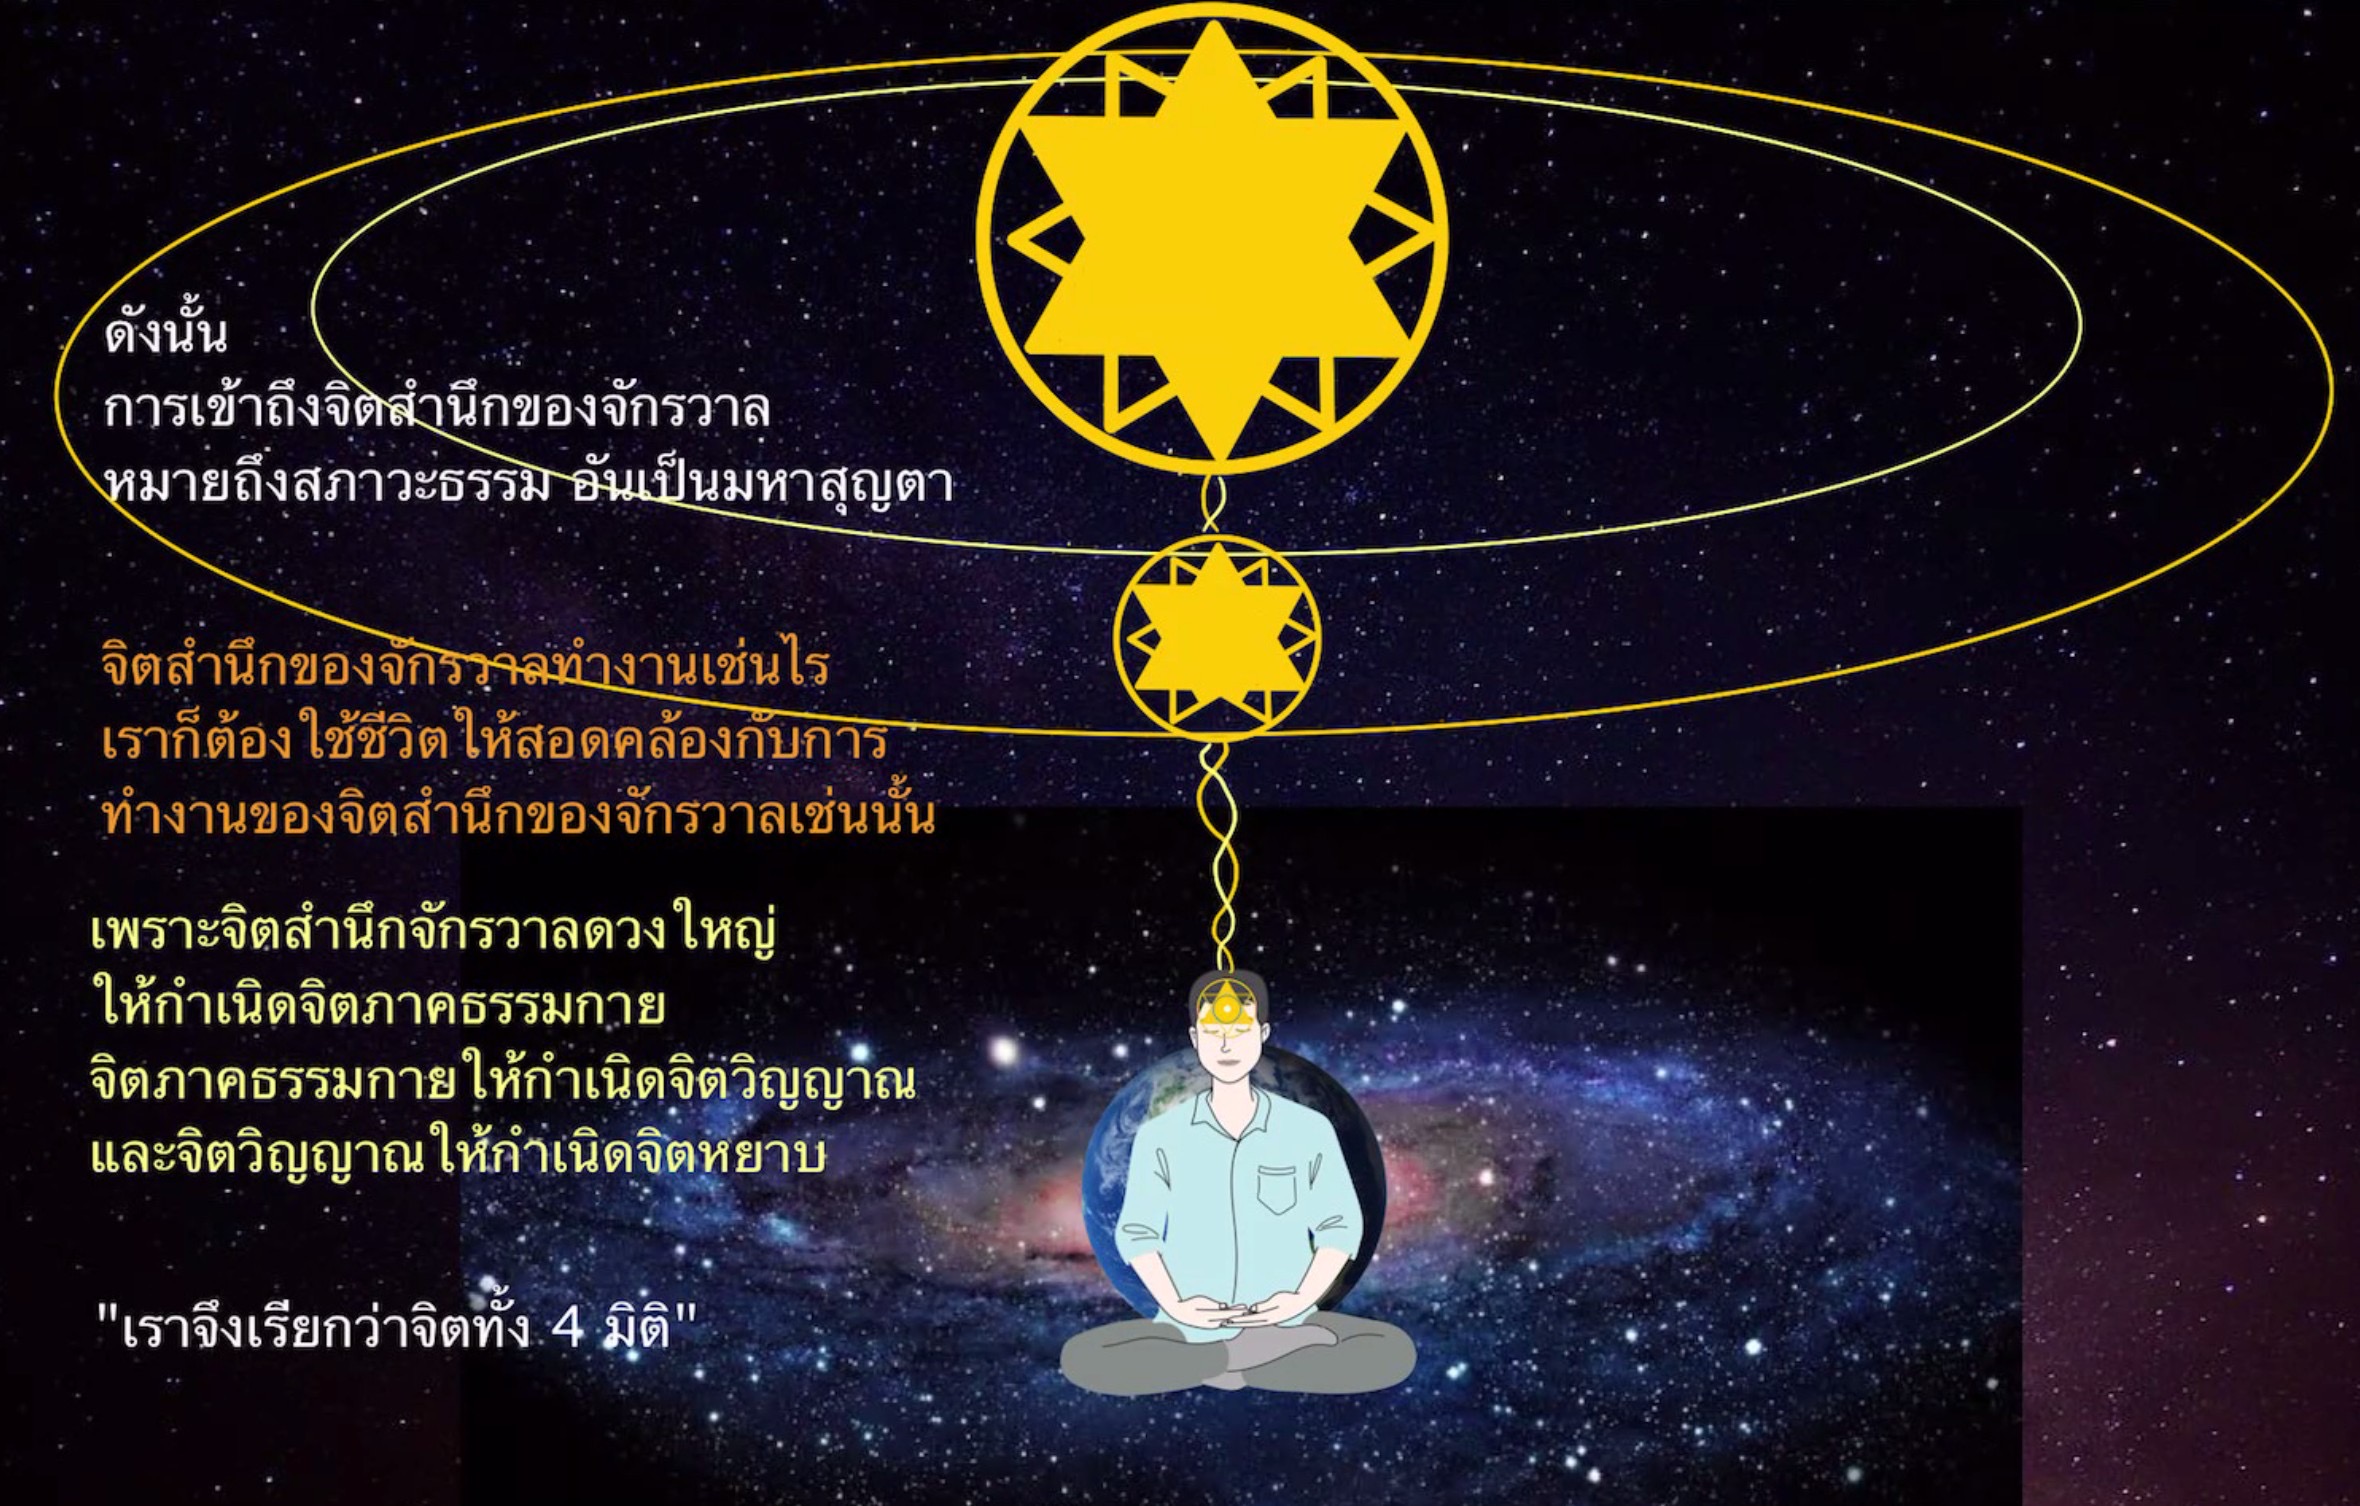 ดังนั้น
การเข้าถึงจิตสำนึกของจักรวาล
หมายถึงสภาวะธรรม อันเป็นมหาสุญตา
จิตสำนึกของจักรวาลทำงานเช่นไร
เราก็ต้องใช้ชีวิตให้สอดคล้องกับการ
ทำงานของจิตสำนึกของจักรวาลเช่นนั้น
เพราะจิตสำนึกจักรวาลดวงใหญ่
ให้กำเนิดจิตภาคธรรมกาย
จิตภาคธรรมกายให้กำเนิดจิตวิญญาณ
และจิตวิญญาณให้กำเนิดจิตหยาบ
"เราจึงเรียกว่าจิตทั้ง 4 มิติ"